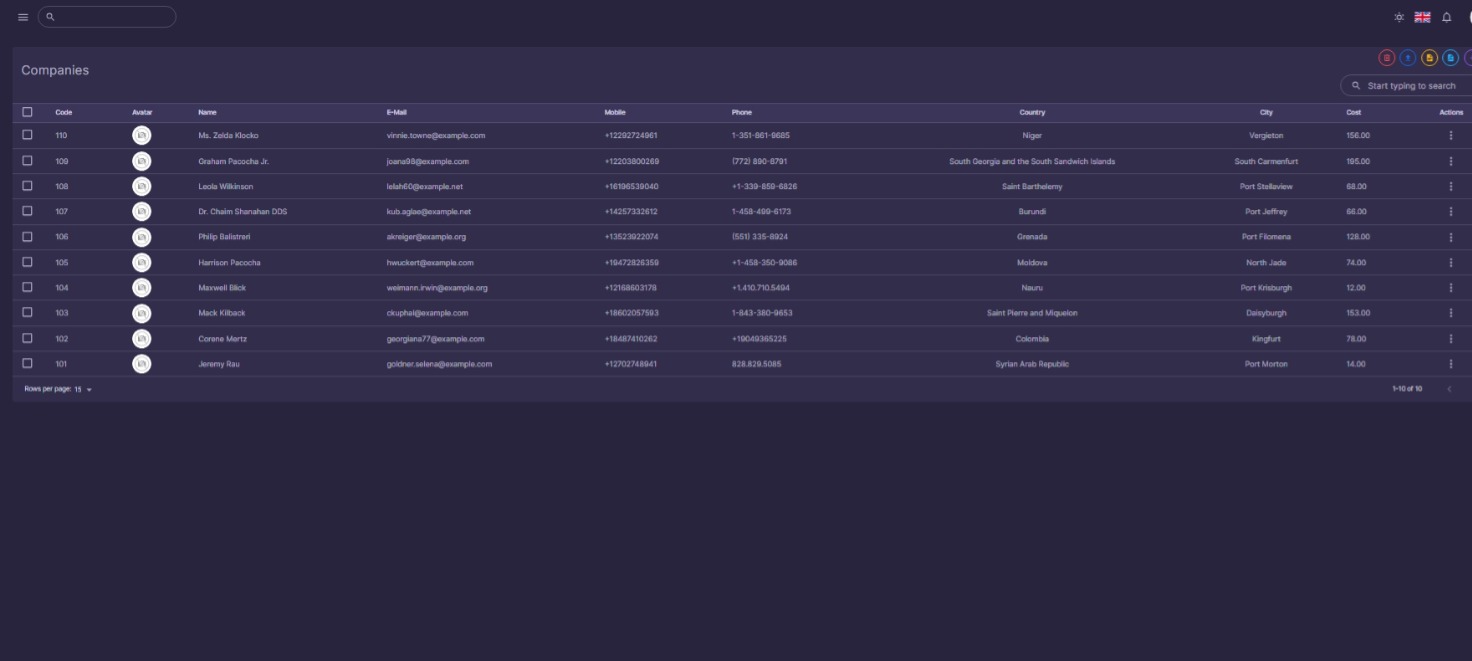 Companies
Start typing to search
Code Avatar Name E-Mail Mobile Phone Country City Cost Actions
110 Ms. Zelda Klocko vinnie.towne@example.com +12292724961 1-351-861-9685 Niger Vergieton 156.00
109 Graham Pacocha Jr. joana98@example.com +12203800269 (772) 890-8791 South Georgia and the South Sandwich Islands South Carmenfurt 195.00
108 Leola Wilkinson lelah60@example.net +16196539040 +1-339-859-6826 Saint Barthelemy Port Stellaview 68.00
107 Dr. Chaim Shanahan DDS kub.aglae@example.net +14257332612 1-458-499-6173 Burundi Port Jeffrey 66.00
106 Philip Balistreri akreiger@example.org +13523922074 (551) 335-8924 Grenada Port Filomena 128.00
105 Harrison Pacocha hwuckert@example.com +19472826359 +1-458-350-9086 Moldova North Jade 74.00
104 Maxwell Blick weimann.irwin@example.org +12168603178 +1.410.710.5494 Nauru Port Krisburgh 12.00
103 Mack Kilback ckuphal@example.com +18602057593 1-843-380-9653 Saint Pierre and Miquelon Daisyburgh 153.00
102 Corene Mertz georgiana77@example.com +18487410262 +19049365225 Colombia Kingfurt 78.00
101 Jeremy Rau goldner.selena@example.com +12702748941 828.829.5085 Syrian Arab Republic Port Morton 14.00
Rows per page: 15 1-10 of 10